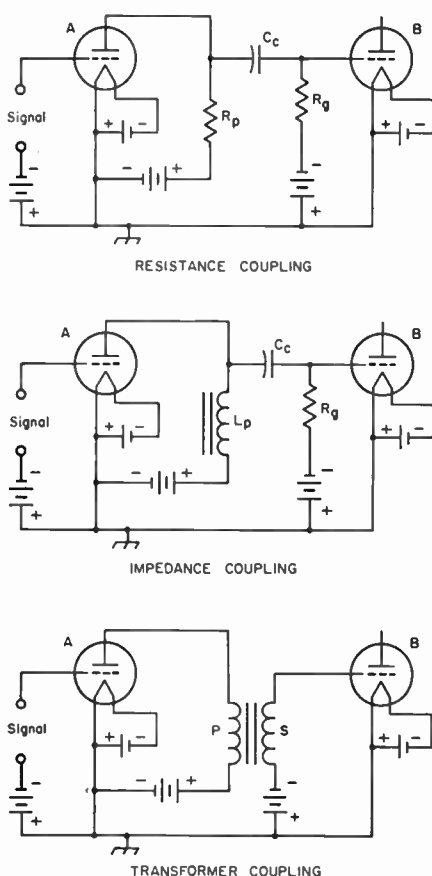 A
B
Cc
Signal
Rp
Rg
+ -
+ -
- +
-
+
-
+
RESISTANCE COUPLING
A
B
Cc
Signal
Lp
Rg
+ -
+ -
- +
-
+
-
+
IMPEDANCE COUPLING
A
B
Signal
P S
+ -
+ -
- +
-
+
-
+
TRANSFORMER COUPLING